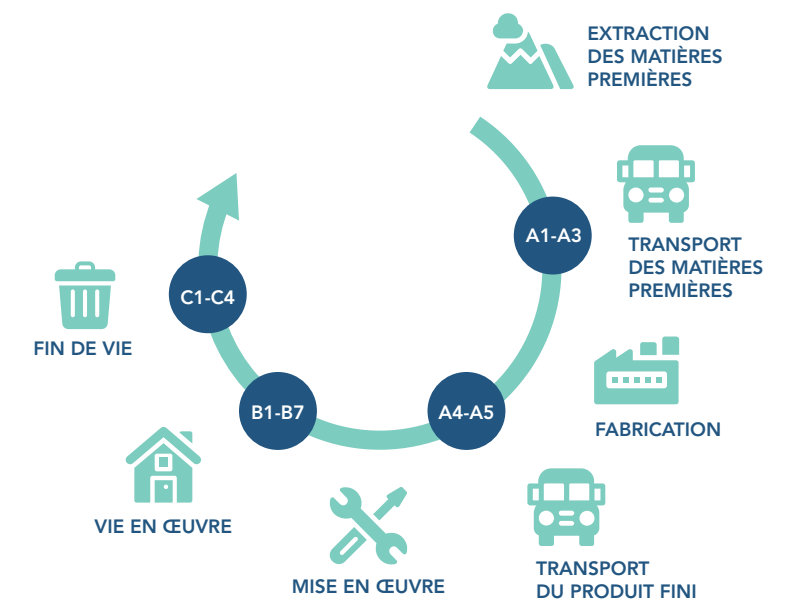 EXTRACTION
DES MATIÈRES
PREMIÈRES
A1-A3
TRANSPORT
DES MATIÈRES
PREMIÈRES
FABRICATION
A4-A5
TRANSPORT
DU PRODUIT FINI
MISE EN ŒUVRE
B1-B7
VIE EN ŒUVRE
C1-C4
FIN DE VIE